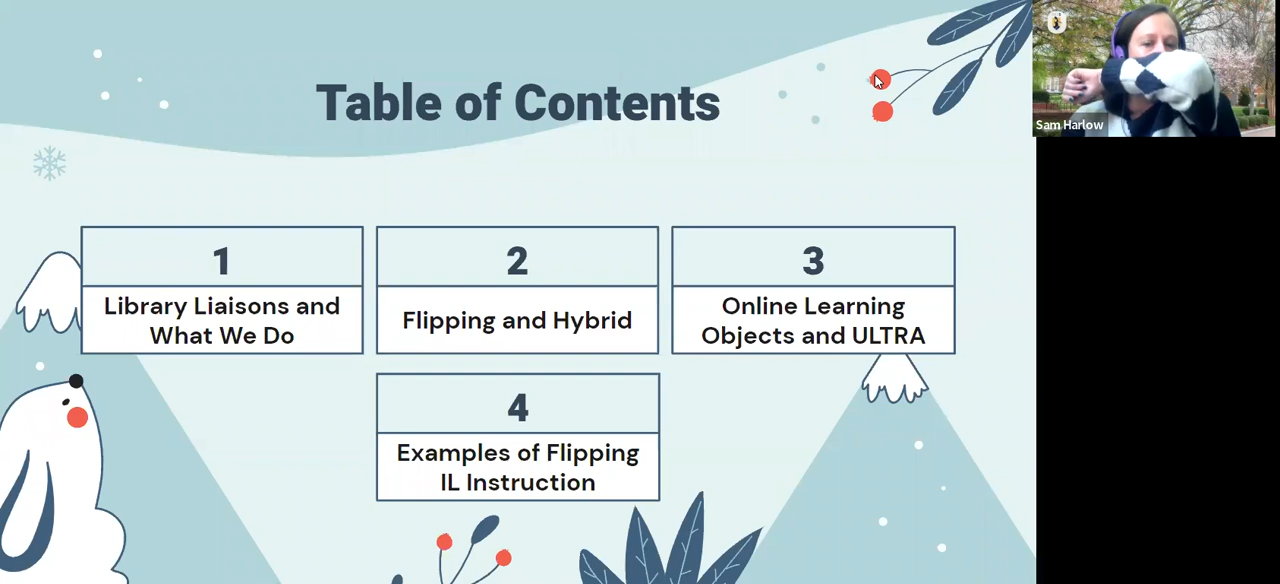 Table of Contents
Sam Harlow
1
Library Liaisons and
What We Do
2
Flipping and Hybrid
3
Online Learning
Objects and ULTRA
4
Examples of Flipping
IL Instruction